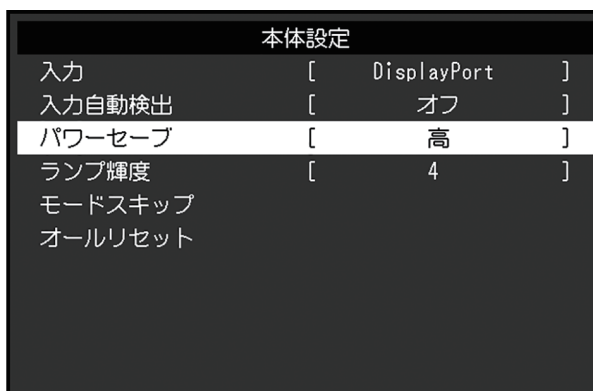 本体設定
入力 [ DisplayPort ]
入力自動検出 [ オフ ]
パワーセーブ [ 高 ]
ランプ輝度 [ 4 ]
モードスキップ
オールリセット